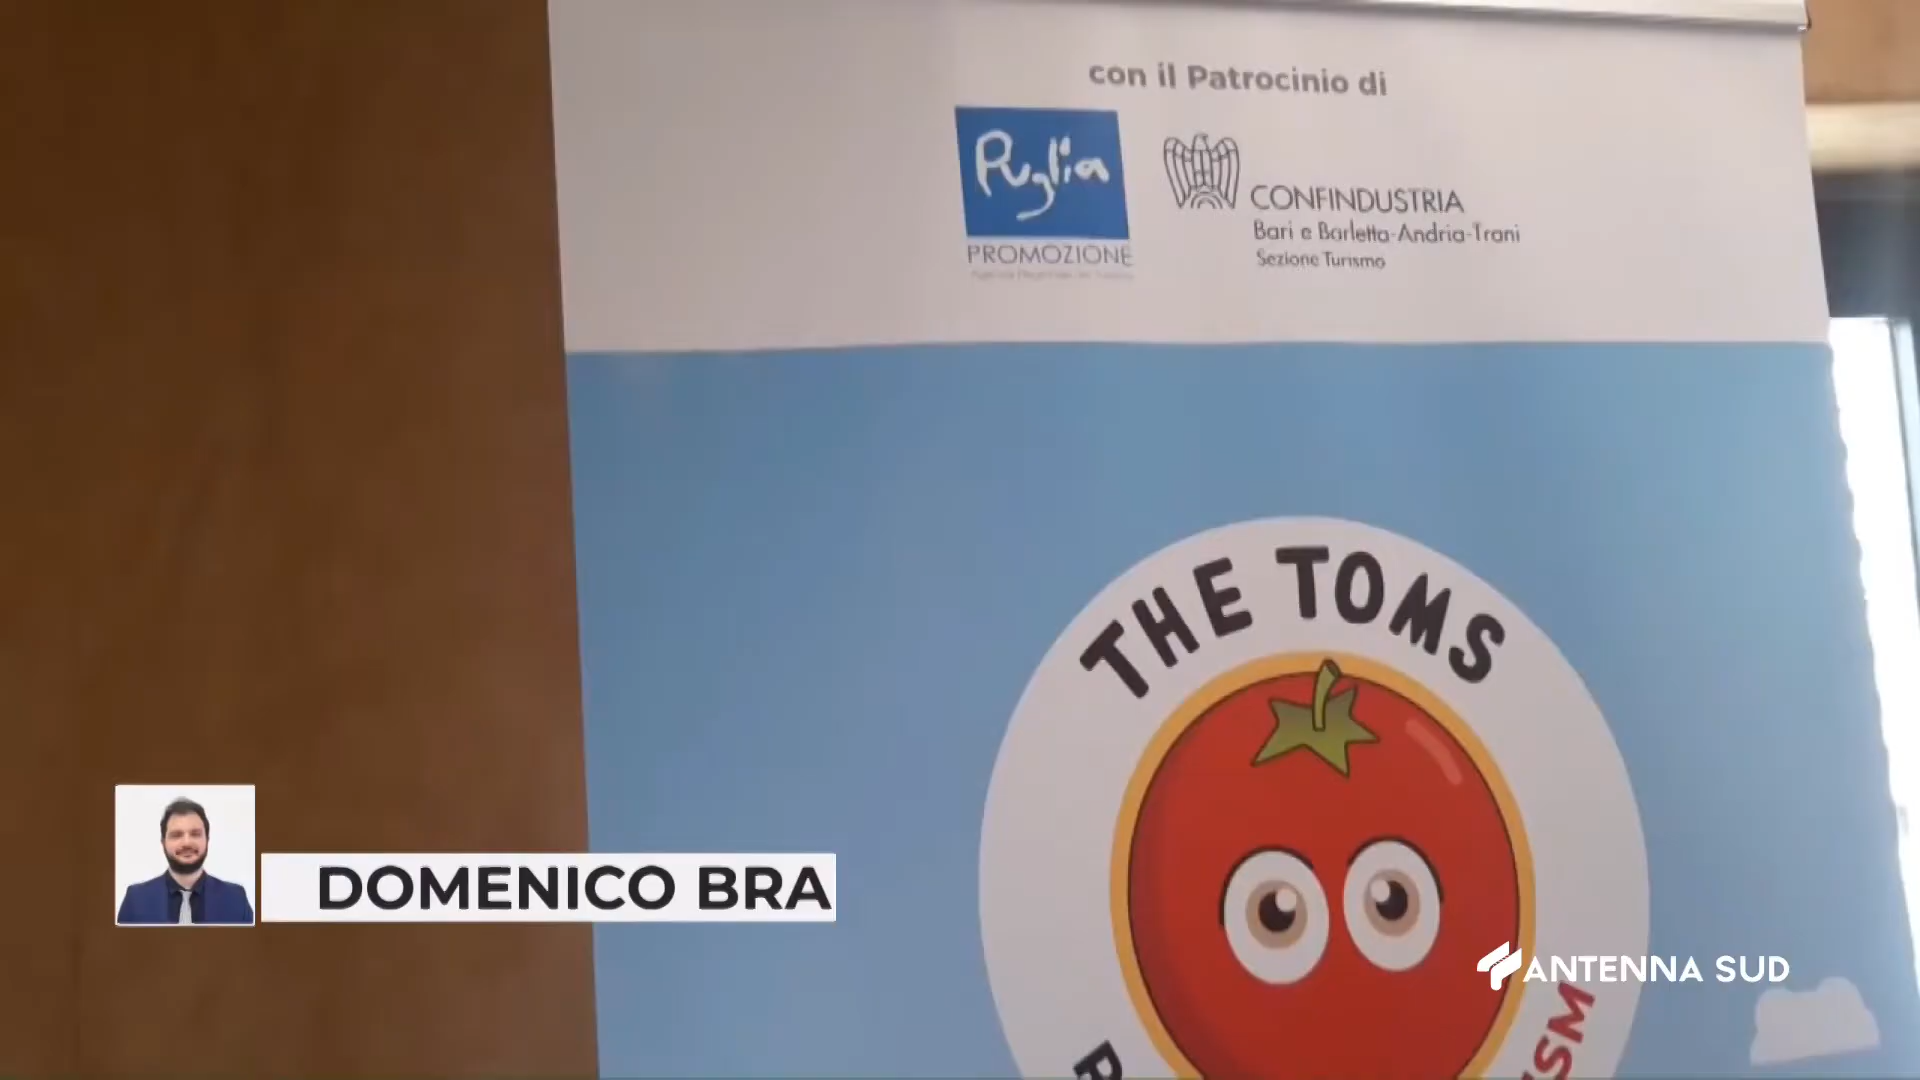 con il Patrocinio di
Puglia
PROMOZIONE
CONFINDUSTRIA
Bari e Barletta-Andria-Trani
Sezione Turismo
THE TOMS
DOMENICO BRA
ANTENNA SUD